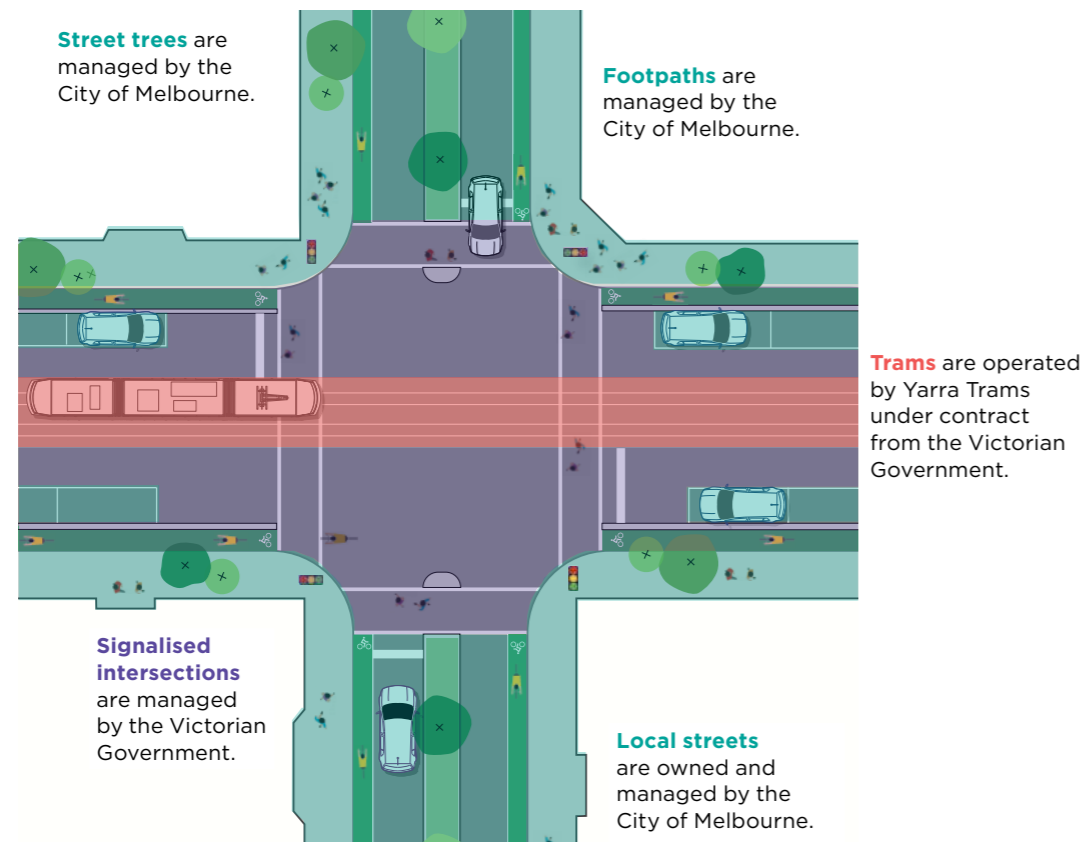 Street trees are
managed by the
City of Melbourne.
Footpaths are
managed by the
City of Melbourne.
Trams are operated
by Yarra Trams
under contract
from the Victorian
Government.
Signalised
intersections
are managed
by the Victorian
Government.
Local streets
are owned and
managed by the
City of Melbourne.